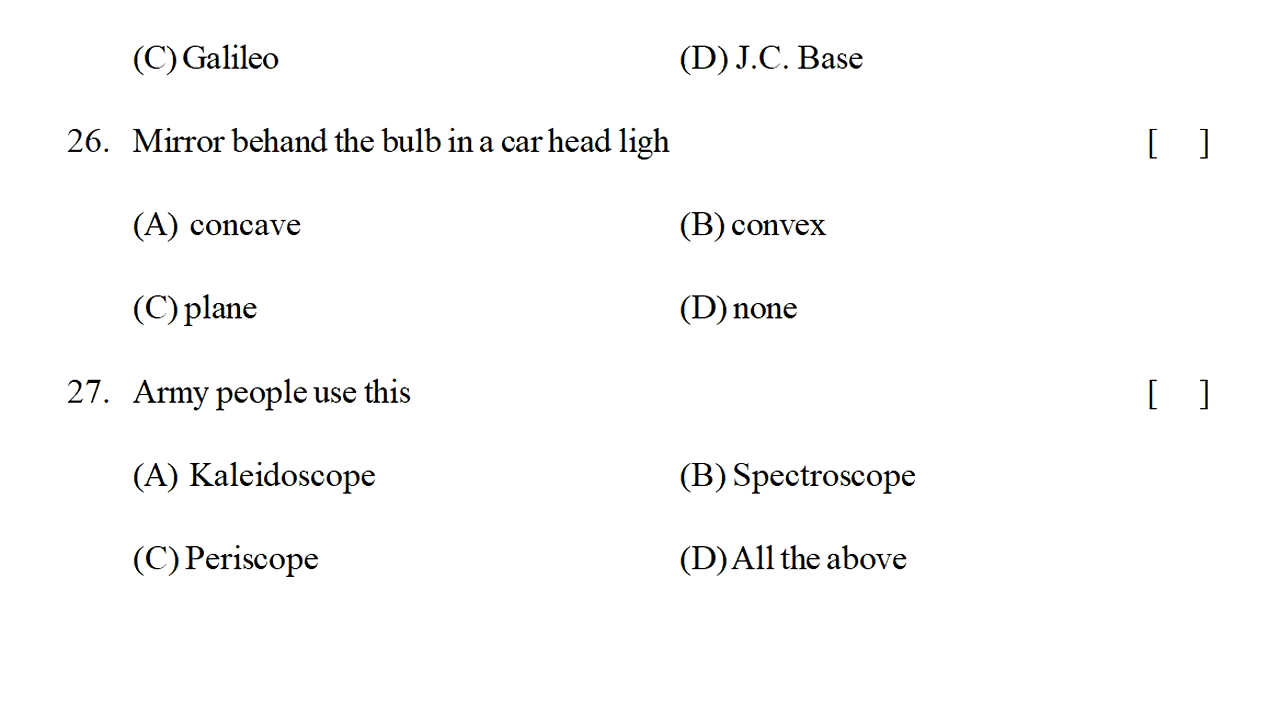 (C) Galileo (D) J.C. Base
26. Mirror behand the bulb in a car head ligh [ ]
(A) concave (B) convex
(C) plane (D) none
27. Army people use this [ ]
(A) Kaleidoscope (B) Spectroscope
(C) Periscope (D) All the above